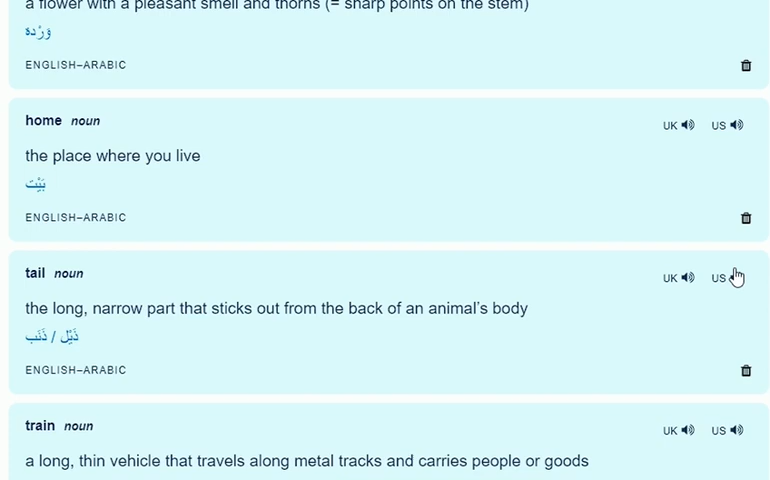 a flower with a pleasant smell and thorns (= sharp points on the stem)
وَرْدة
ENGLISH–ARABIC
home noun
UK US
the place where you live
بَيْت
ENGLISH–ARABIC
tail noun
UK US
the long, narrow part that sticks out from the back of an animal's body
ذَيْل / ذَنَب
ENGLISH–ARABIC
train noun
UK US
a long, thin vehicle that travels along metal tracks and carries people or goods